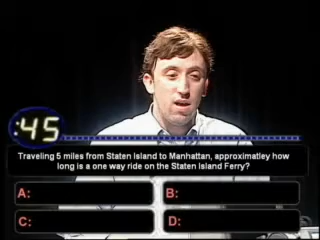 :45
Traveling 5 miles from Staten Island to Manhattan, approximatley how
long is a one way ride on the Staten Island Ferry?
A: B:
C: D: